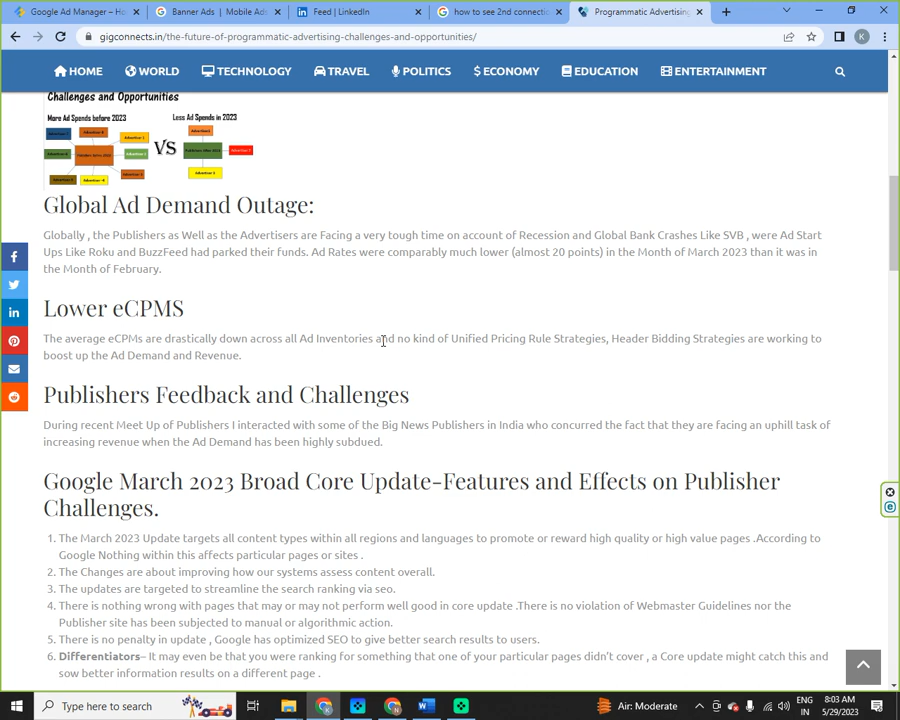 Google Ad Manager – Ho
Banner Ads | Mobile Ads
Feed | LinkedIn
how to see 2nd connection
Programmatic Advertising
gigconnects.in/the-future-of-programmatic-advertising-challenges-and-opportunities/
K
HOME
WORLD
TECHNOLOGY
TRAVEL
POLITICS
ECONOMY
EDUCATION
ENTERTAINMENT
Challenges and Opportunities
More Ad Spends before 2023
Less Ad Spends in 2023
VS
Global Ad Demand Outage:
Globally , the Publishers as Well as the Advertisers are Facing a very tough time on account of Recession and Global Bank Crashes Like SVB , were Ad Start
Ups Like Roku and BuzzFeed had parked their funds. Ad Rates were comparably much lower (almost 20 points) in the Month of March 2023 than it was in
the Month of February.
Lower eCPMS
The average eCPMs are drastically down across all Ad Inventories and no kind of Unified Pricing Rule Strategies, Header Bidding Strategies are working to
boost up the Ad Demand and Revenue.
Publishers Feedback and Challenges
During recent Meet Up of Publishers I interacted with some of the Big News Publishers in India who concurred the fact that they are facing an uphill task of
increasing revenue when the Ad Demand has been highly subdued.
Google March 2023 Broad Core Update-Features and Effects on Publisher
Challenges.
1. The March 2023 Update targets all content types within all regions and languages to promote or reward high quality or high value pages .According to
Google Nothing within this affects particular pages or sites .
2. The Changes are about improving how our systems assess content overall.
3. The updates are targeted to streamline the search ranking via seo.
4. There is nothing wrong with pages that may or may not perform well good in core update .There is no violation of Webmaster Guidelines nor the
Publisher site has been subjected to manual or algorithmic action.
5. There is no penalty in update , Google has optimized SEO to give better search results to users.
6. Differentiators– It may even be that you were ranking for something that one of your particular pages didn't cover , a Core update might catch this and
sow better information results on a different page .
Type here to search
Air: Moderate
ENG
IN
8:03 AM
5/29/2023